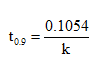 t0.9 = 0.1054 / k